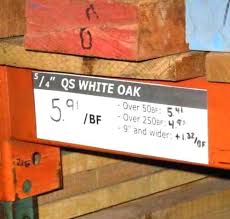 5/4" QS WHITE OAK
5.91 /BF
- Over 50BF: 5.41
- Over 250BF: 4.91
- 9" and wider: +1.32/BF